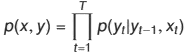 p(x, y) = ∏_{t=1}^{T} p(y_t|y_{t−1}, x_t)